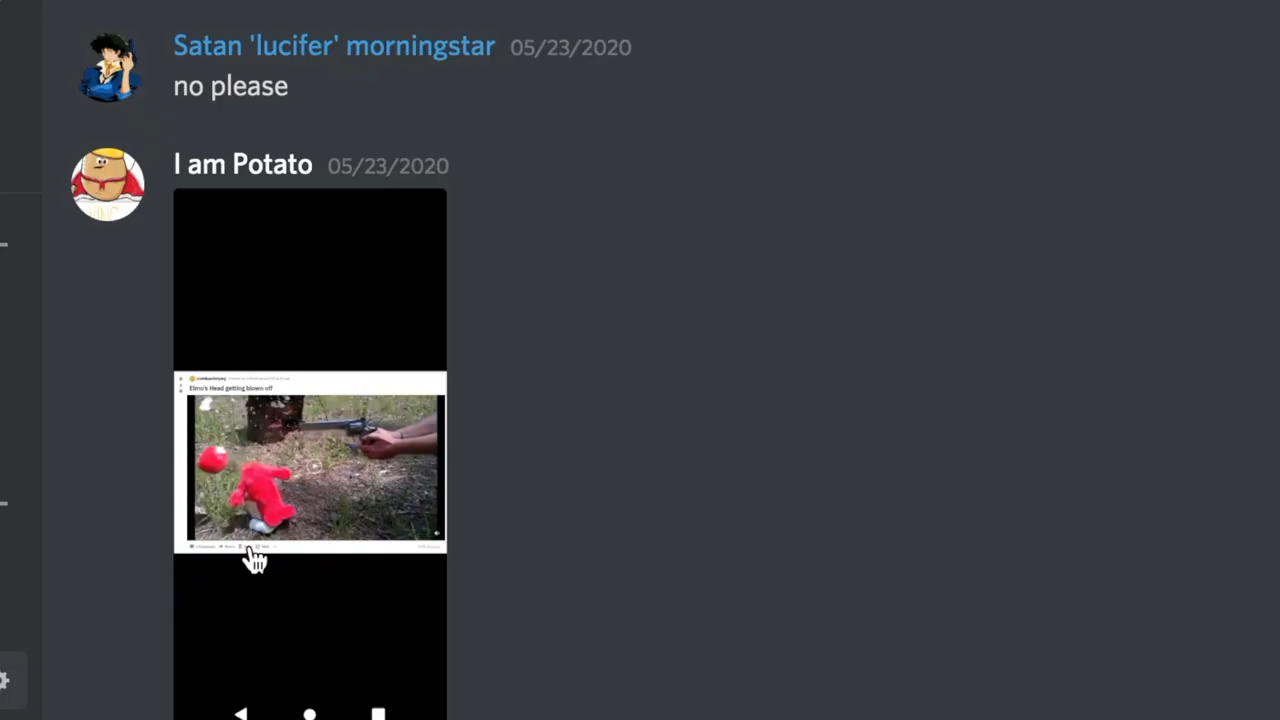 Satan 'lucifer' morningstar 05/23/2020
no please
I am Potato 05/23/2020
Elmo's Head getting blown off